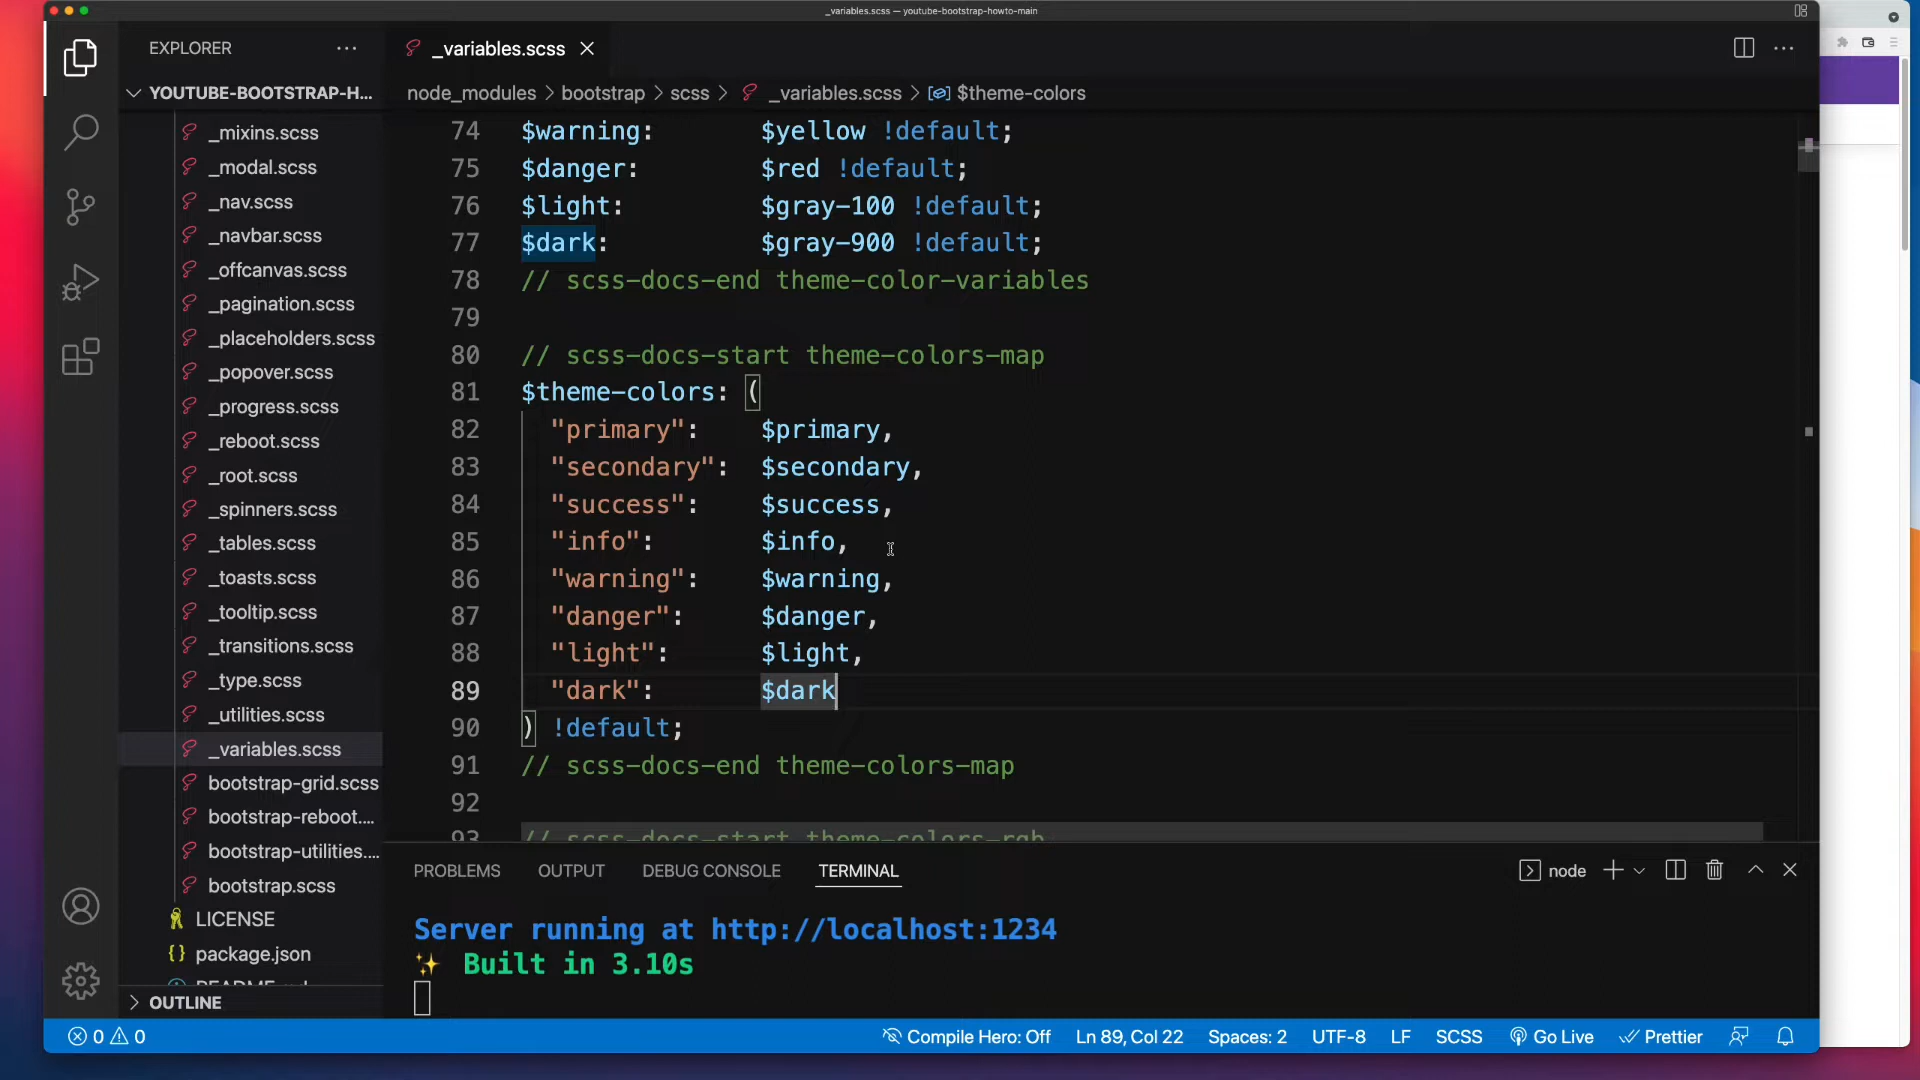 _variables.scss — youtube-bootstrap-howto-main
EXPLORER
YOUTUBE-BOOTSTRAP-H...
_mixins.scss
_modal.scss
_nav.scss
_navbar.scss
_offcanvas.scss
_pagination.scss
_placeholders.scss
_popover.scss
_progress.scss
_reboot.scss
_root.scss
_spinners.scss
_tables.scss
_toasts.scss
_tooltip.scss
_transitions.scss
_type.scss
_utilities.scss
_variables.scss
bootstrap-grid.scss
bootstrap-reboot....
bootstrap-utilities....
bootstrap.scss
LICENSE
package.json
README.md
OUTLINE
_variables.scss
node_modules > bootstrap > scss > _variables.scss > $theme-colors
74 $warning: $yellow !default;
75 $danger: $red !default;
76 $light: $gray-100 !default;
77 $dark: $gray-900 !default;
78 // scss-docs-end theme-color-variables
79
80 // scss-docs-start theme-colors-map
81 $theme-colors: (
82 "primary": $primary,
83 "secondary": $secondary,
84 "success": $success,
85 "info": $info,
86 "warning": $warning,
87 "danger": $danger,
88 "light": $light,
89 "dark": $dark
90 ) !default;
91 // scss-docs-end theme-colors-map
92
93 // scss-docs-start theme-colors-rgb
PROBLEMS OUTPUT DEBUG CONSOLE TERMINAL
node
Server running at http://localhost:1234
✨ Built in 3.10s
0 0
Compile Hero: Off Ln 89, Col 22 Spaces: 2 UTF-8 LF SCSS Go Live Prettier